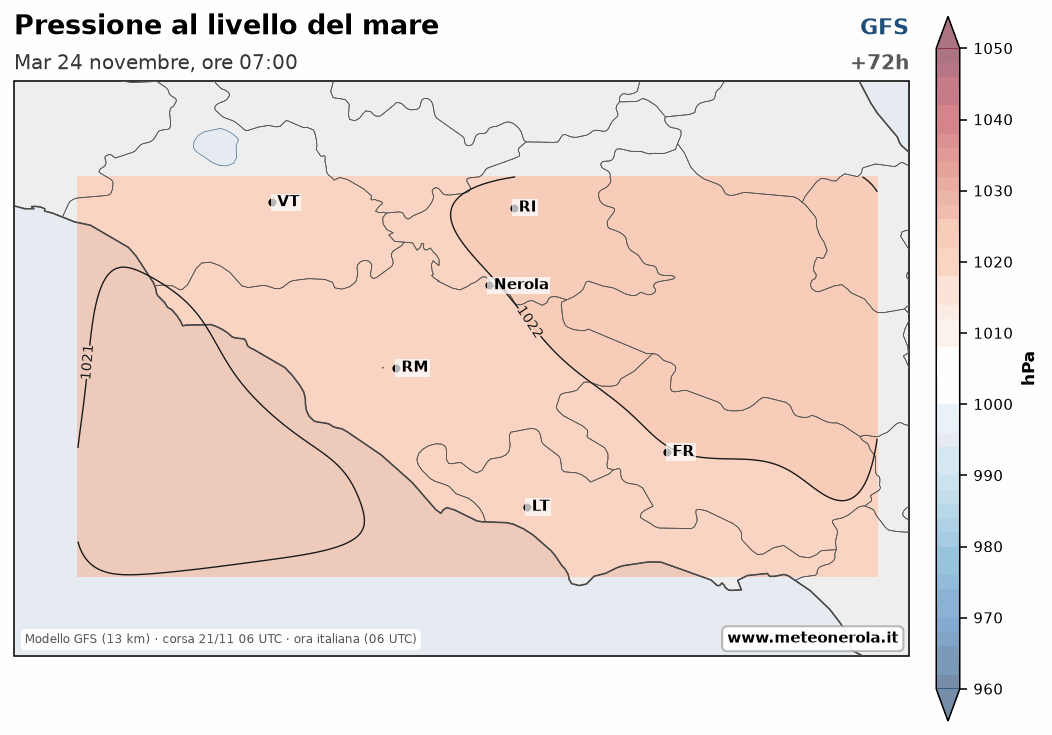 Pressione al livello del mare
GFS
Mar 24 novembre, ore 07:00
+72h
1050
1040
1030
1020
1010
1000
990
980
970
960
hPa
VT
RI
Nerola
1022
1021
RM
FR
LT
Modello GFS (13 km) · corsa 21/11 06 UTC · ora italiana (06 UTC)
www.meteonerola.it